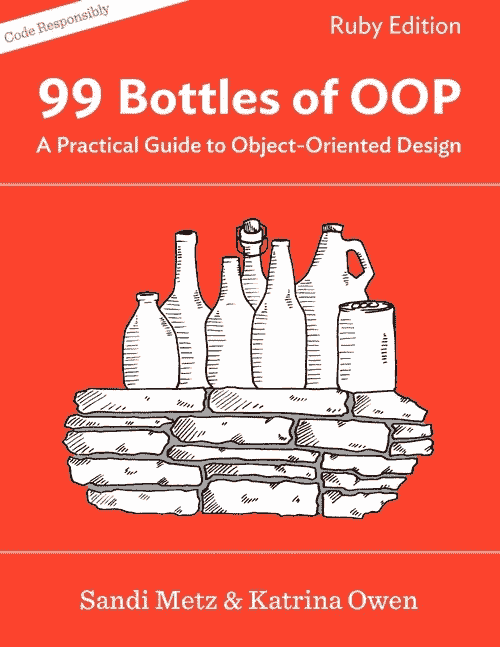 Code Responsibly
Ruby Edition
99 Bottles of OOP
A Practical Guide to Object-Oriented Design
Sandi Metz & Katrina Owen